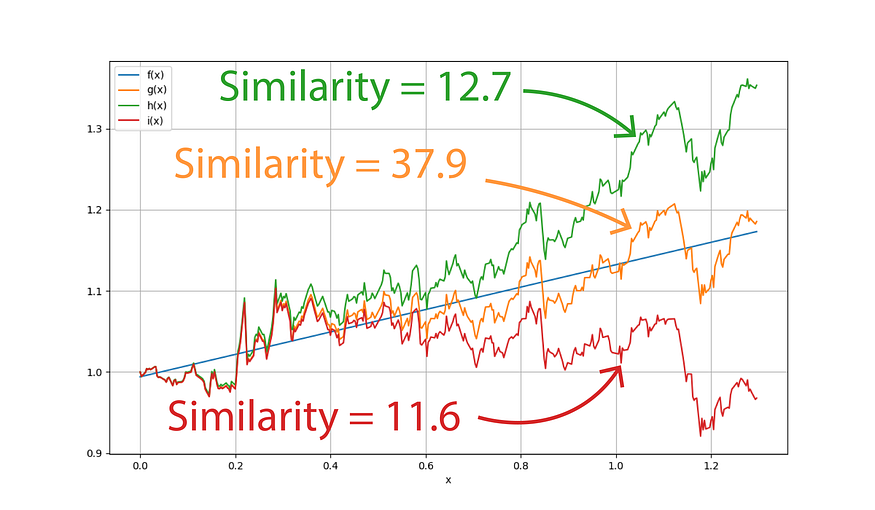 f(x)
g(x)
h(x)
i(x)
Similarity = 12.7
Similarity = 37.9
Similarity = 11.6
1.3
1.2
1.1
1.0
0.9
0.0 0.2 0.4 0.6 0.8 1.0 1.2
x